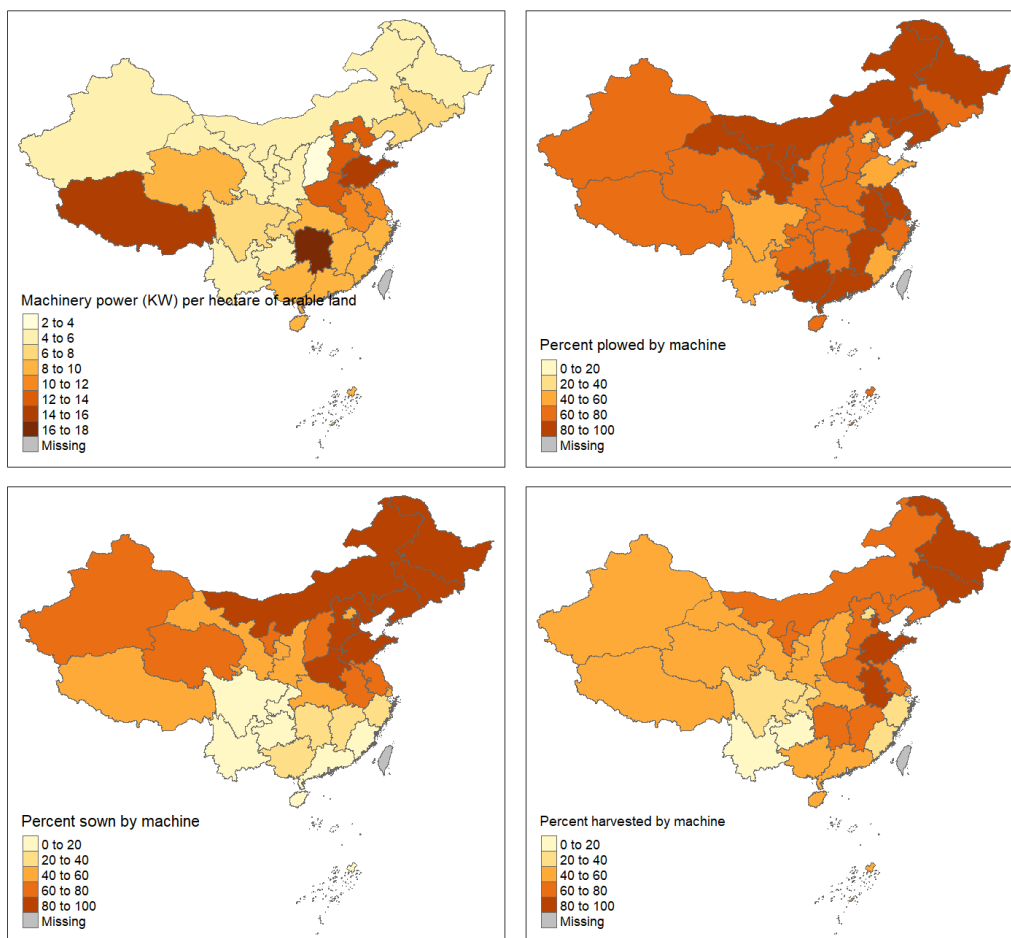 Machinery power (KW) per hectare of arable land
2 to 4
4 to 6
6 to 8
8 to 10
10 to 12
12 to 14
14 to 16
16 to 18
Missing
Percent plowed by machine
0 to 20
20 to 40
40 to 60
60 to 80
80 to 100
Missing
Percent sown by machine
0 to 20
20 to 40
40 to 60
60 to 80
80 to 100
Missing
Percent harvested by machine
0 to 20
20 to 40
40 to 60
60 to 80
80 to 100
Missing